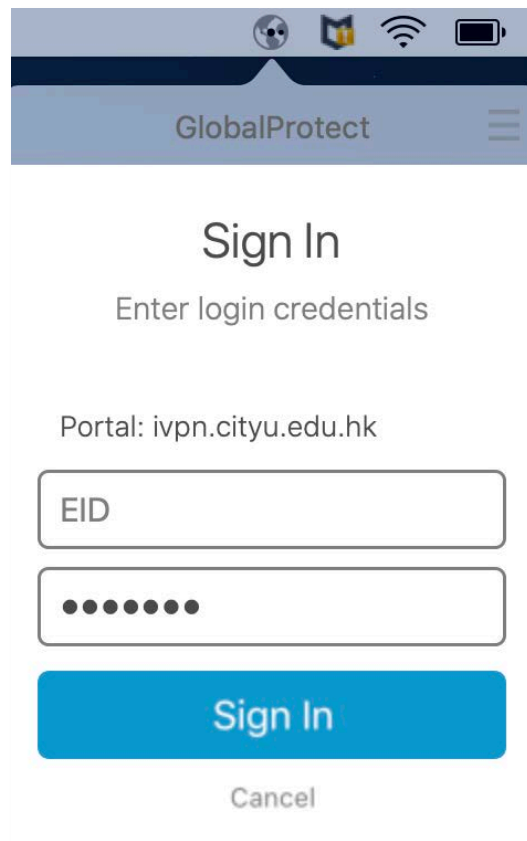 GlobalProtect
Sign In
Enter login credentials
Portal: ivpn.cityu.edu.hk
EID
•••••••
Sign In
Cancel